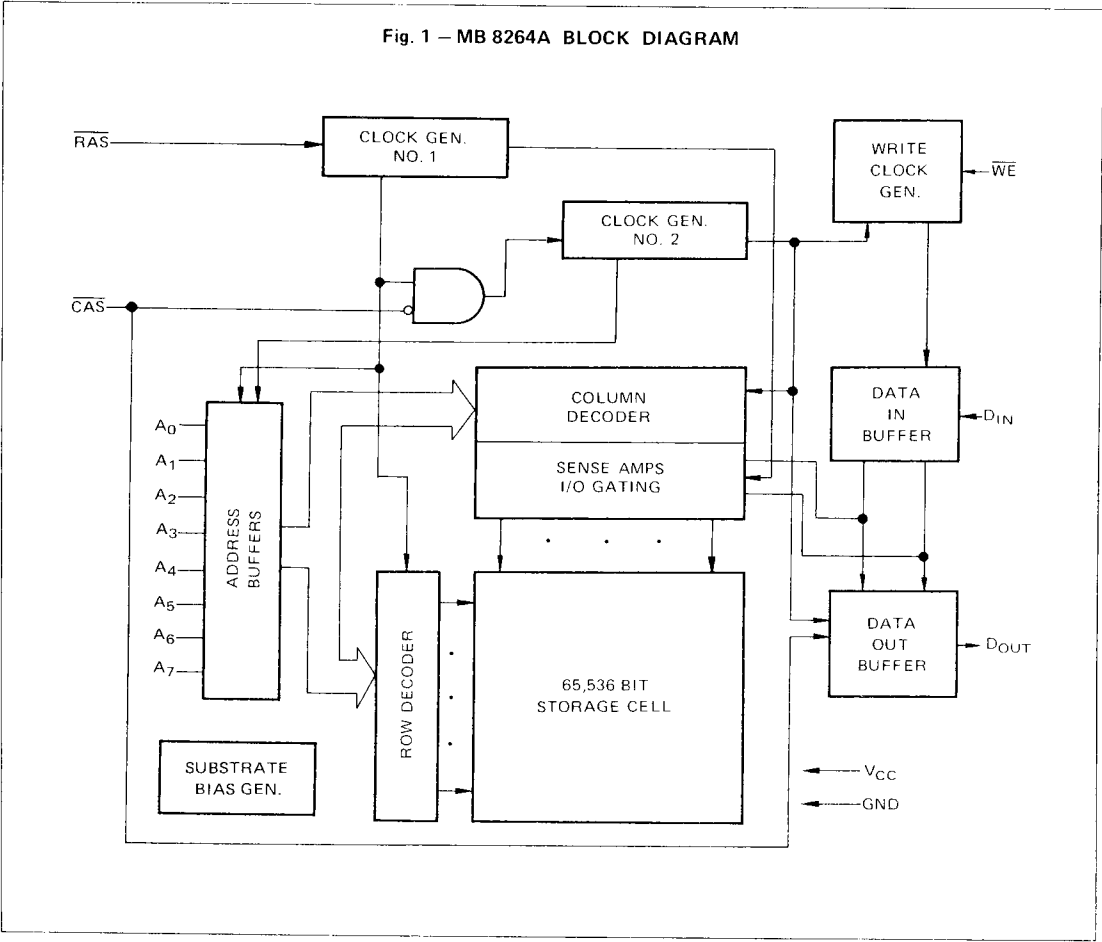 Fig. 1 — MB 8264A BLOCK DIAGRAM
RAS
CLOCK GEN.
NO. 1
WRITE
CLOCK
GEN.
WE
CLOCK GEN.
NO. 2
CAS
COLUMN
DECODER
DATA
IN
BUFFER
DIN
SENSE AMPS
I/O GATING
A0
A1
A2
A3
A4
A5
A6
A7
ADDRESS
BUFFERS
ROW DECODER
65,536 BIT
STORAGE CELL
DATA
OUT
BUFFER
DOUT
SUBSTRATE
BIAS GEN.
VCC
GND